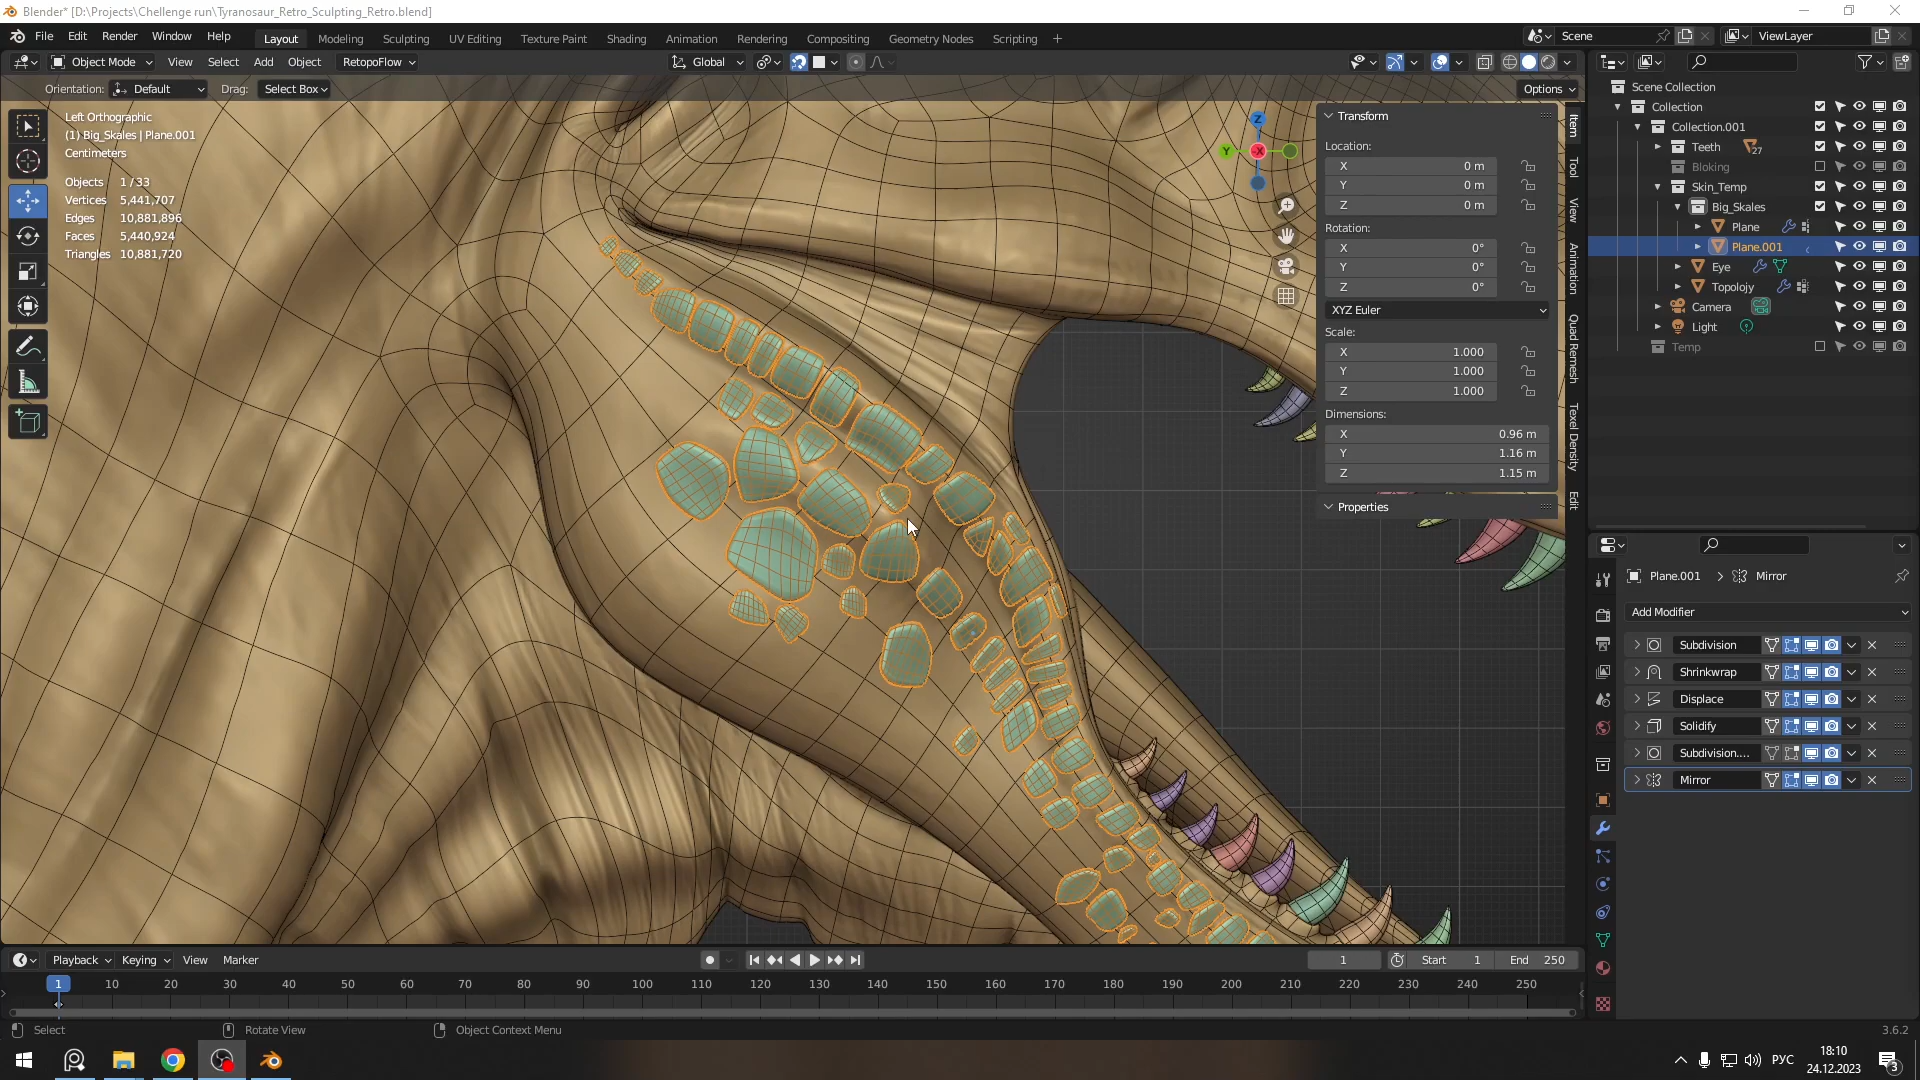 Blender* [D:\Projects\Chellenge run\Tyranosaur_Retro_Sculpting_Retro.blend]
File Edit Render Window Help Layout Modeling Sculpting UV Editing Texture Paint Shading Animation Rendering Compositing Geometry Nodes Scripting + Scene ViewLayer
Object Mode View Select Add Object RetopoFlow Global
Orientation: Default Drag: Select Box Options
Left Orthographic
(1) Big_Skales | Plane.001
Centimeters
Objects 1/33
Vertices 5,441,707
Edges 10,881,896
Faces 5,440,924
Triangles 10,881,720
Z
Y
-X
Transform
Location:
X 0 m
Y 0 m
Z 0 m
Rotation:
X 0°
Y 0°
Z 0°
XYZ Euler
Scale:
X 1.000
Y 1.000
Z 1.000
Dimensions:
X 0.96 m
Y 1.16 m
Z 1.15 m
Properties
Item
Tool
View
Animation
Quad Remesh
Texel Density
Edit
Scene Collection
Collection
Collection.001
Teeth 27
Bloking
Skin_Temp
Big_Skales
Plane
Plane.001
Eye
Topolojy
Camera
Light
Temp
Plane.001 > Mirror
Add Modifier
Subdivision
Shrinkwrap
Displace
Solidify
Subdivision....
Mirror
Playback Keying View Marker 1 Start 1 End 250
1 10 20 30 40 50 60 70 80 90 100 110 120 130 140 150 160 170 180 190 200 210 220 230 240 250
Select Rotate View Object Context Menu 3.6.2
РУС
18:10
24.12.2023
3